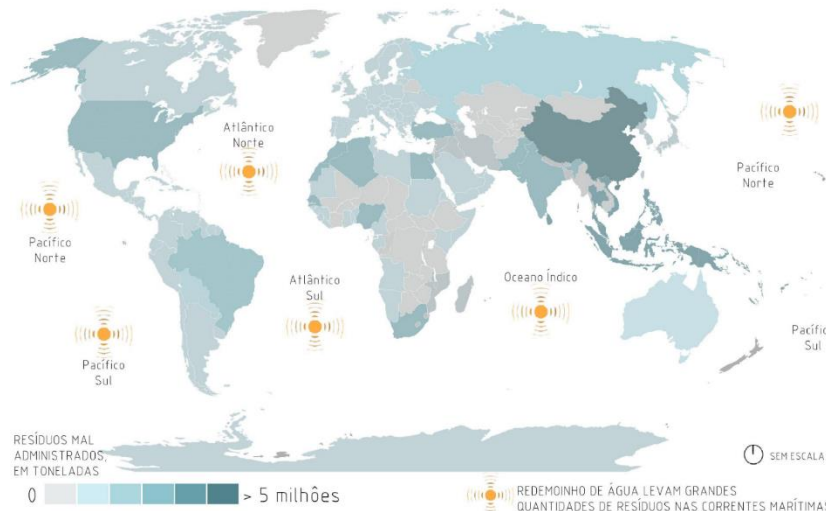 Atlântico
Norte
Pacífico
Norte
Pacífico
Norte
Atlântico
Sul
Oceano Índico
Pacífico
Sul
Pacífico
Sul
RESÍDUOS MAL
ADMINISTRADOS,
EM TONELADAS
0 > 5 milhões
SEM ESCALA
REDEMOINHO DE ÁGUA LEVAM GRANDES
QUANTIDADES DE RESÍDUOS NAS CORRENTES MARÍTIMAS